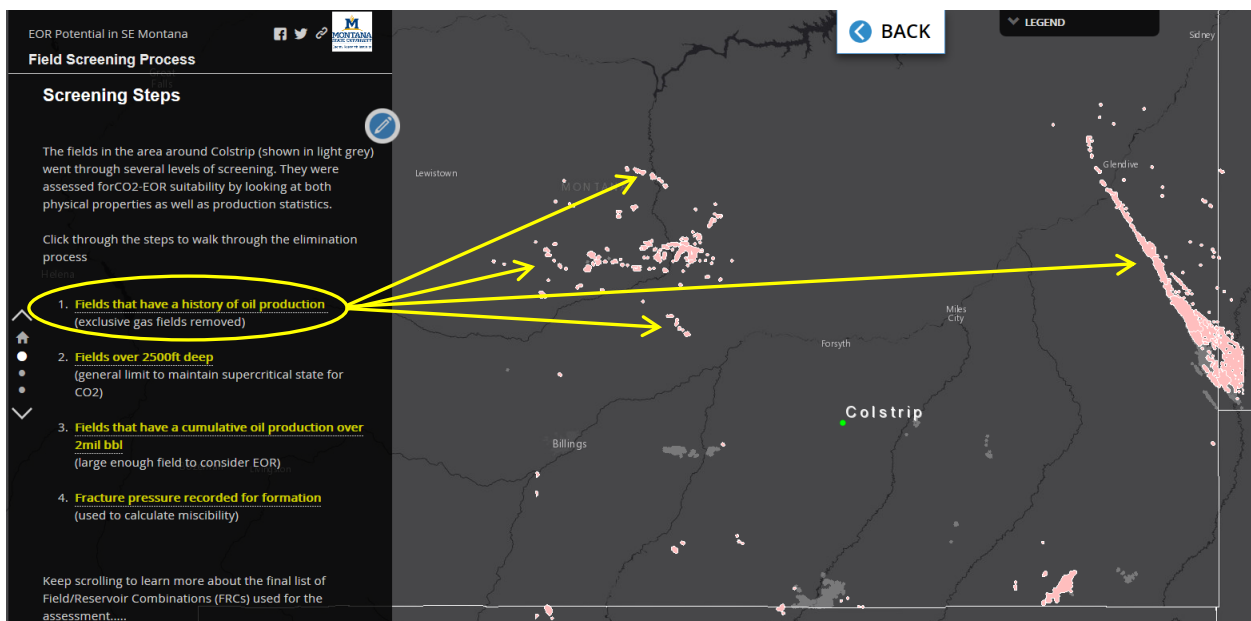 EOR Potential in SE Montana
MONTANA
STATE UNIVERSITY
Field Screening Process
Screening Steps
The fields in the area around Colstrip (shown in light grey)
went through several levels of screening. They were
assessed forCO2-EOR suitability by looking at both
physical properties as well as production statistics.
Click through the steps to walk through the elimination
process
Helena
1. Fields that have a history of oil production
(exclusive gas fields removed)
2. Fields over 2500ft deep
(general limit to maintain supercritical state for
CO2)
3. Fields that have a cumulative oil production over
2mil bbl
(large enough field to consider EOR)
4. Fracture pressure recorded for formation
(used to calculate miscibility)
Keep scrolling to learn more about the final list of
Field/Reservoir Combinations (FRCs) used for the
assessment.....
BACK
LEGEND
Sidney
Glendive
Lewistown
MONTANA
Miles
City
Forsyth
Colstrip
Billings